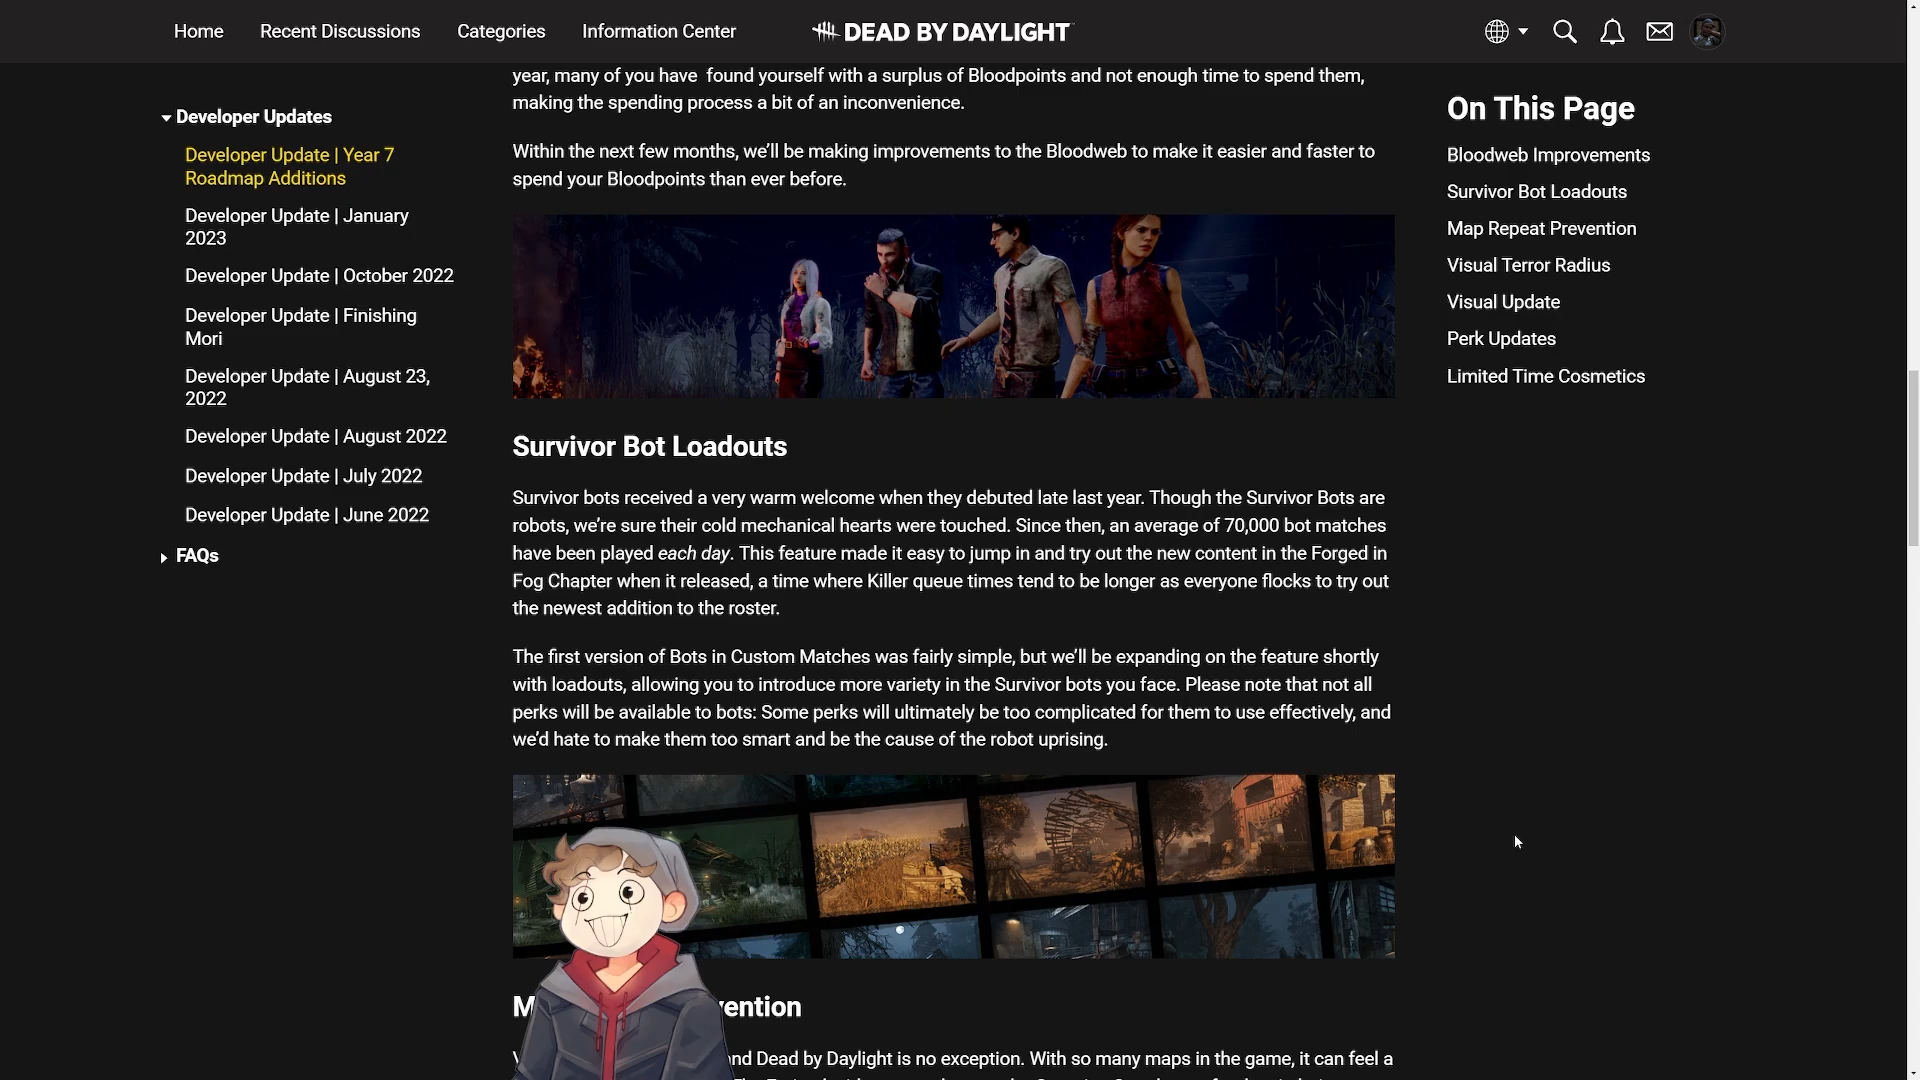 Home
Recent Discussions
Categories
Information Center
DEAD BY DAYLIGHT
Developer Updates
Developer Update | Year 7
Roadmap Additions
Developer Update | January
2023
Developer Update | October 2022
Developer Update | Finishing
Mori
Developer Update | August 23,
2022
Developer Update | August 2022
Developer Update | July 2022
Developer Update | June 2022
FAQs
year, many of you have found yourself with a surplus of Bloodpoints and not enough time to spend them,
making the spending process a bit of an inconvenience.
Within the next few months, we’ll be making improvements to the Bloodweb to make it easier and faster to
spend your Bloodpoints than ever before.
Survivor Bot Loadouts
Survivor bots received a very warm welcome when they debuted late last year. Though the Survivor Bots are
robots, we’re sure their cold mechanical hearts were touched. Since then, an average of 70,000 bot matches
have been played each day. This feature made it easy to jump in and try out the new content in the Forged in
Fog Chapter when it released, a time where Killer queue times tend to be longer as everyone flocks to try out
the newest addition to the roster.
The first version of Bots in Custom Matches was fairly simple, but we’ll be expanding on the feature shortly
with loadouts, allowing you to introduce more variety in the Survivor bots you face. Please note that not all
perks will be available to bots: Some perks will ultimately be too complicated for them to use effectively, and
we’d hate to make them too smart and be the cause of the robot uprising.
M vention
and Dead by Daylight is no exception. With so many maps in the game, it can feel a
On This Page
Bloodweb Improvements
Survivor Bot Loadouts
Map Repeat Prevention
Visual Terror Radius
Visual Update
Perk Updates
Limited Time Cosmetics